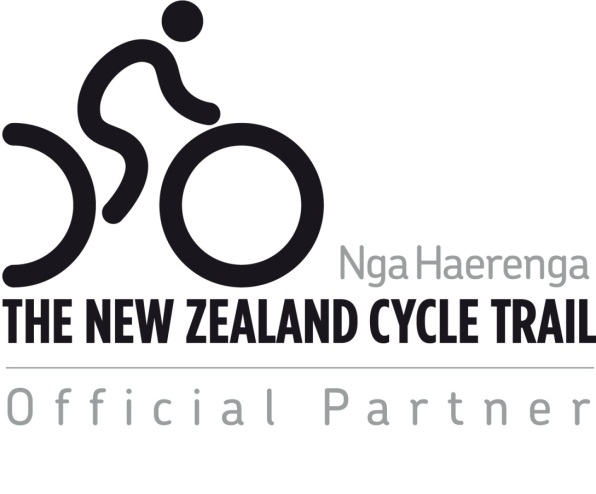 Nga Haerenga
THE NEW ZEALAND CYCLE TRAIL
Official Partner